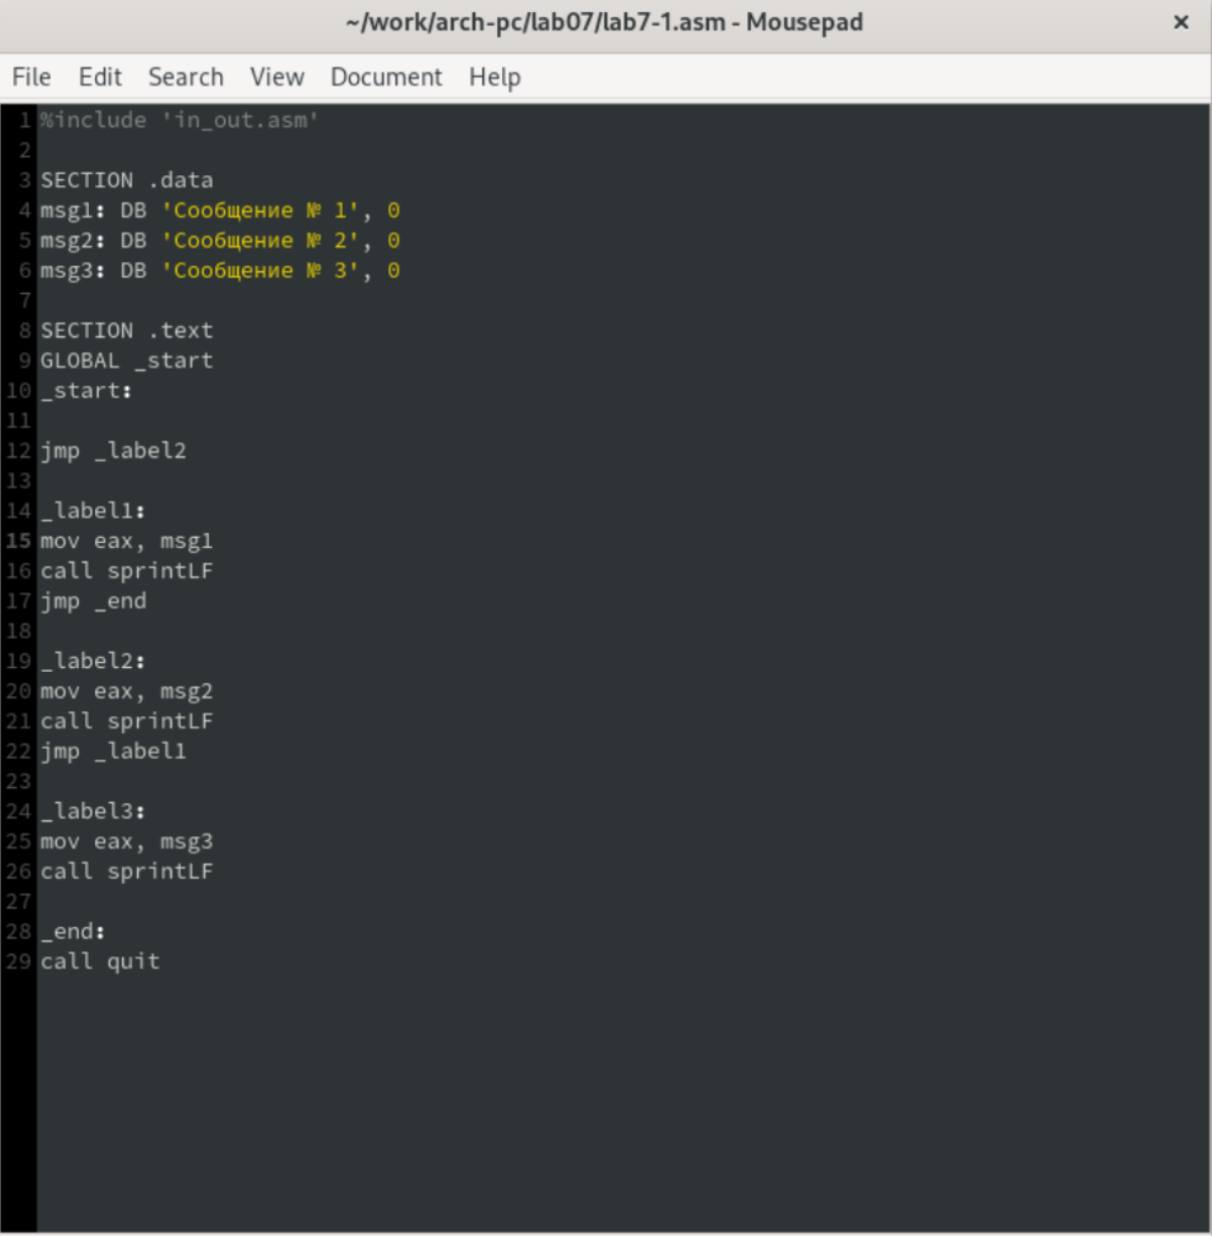 ~/work/arch-pc/lab07/lab7-1.asm - Mousepad ×
File Edit Search View Document Help
1 %include 'in_out.asm'
2
3 SECTION .data
4 msg1: DB 'Сообщение № 1', 0
5 msg2: DB 'Сообщение № 2', 0
6 msg3: DB 'Сообщение № 3', 0
7
8 SECTION .text
9 GLOBAL _start
10 _start:
11
12 jmp _label2
13
14 _label1:
15 mov eax, msg1
16 call sprintLF
17 jmp _end
18
19 _label2:
20 mov eax, msg2
21 call sprintLF
22 jmp _label1
23
24 _label3:
25 mov eax, msg3
26 call sprintLF
27
28 _end:
29 call quit